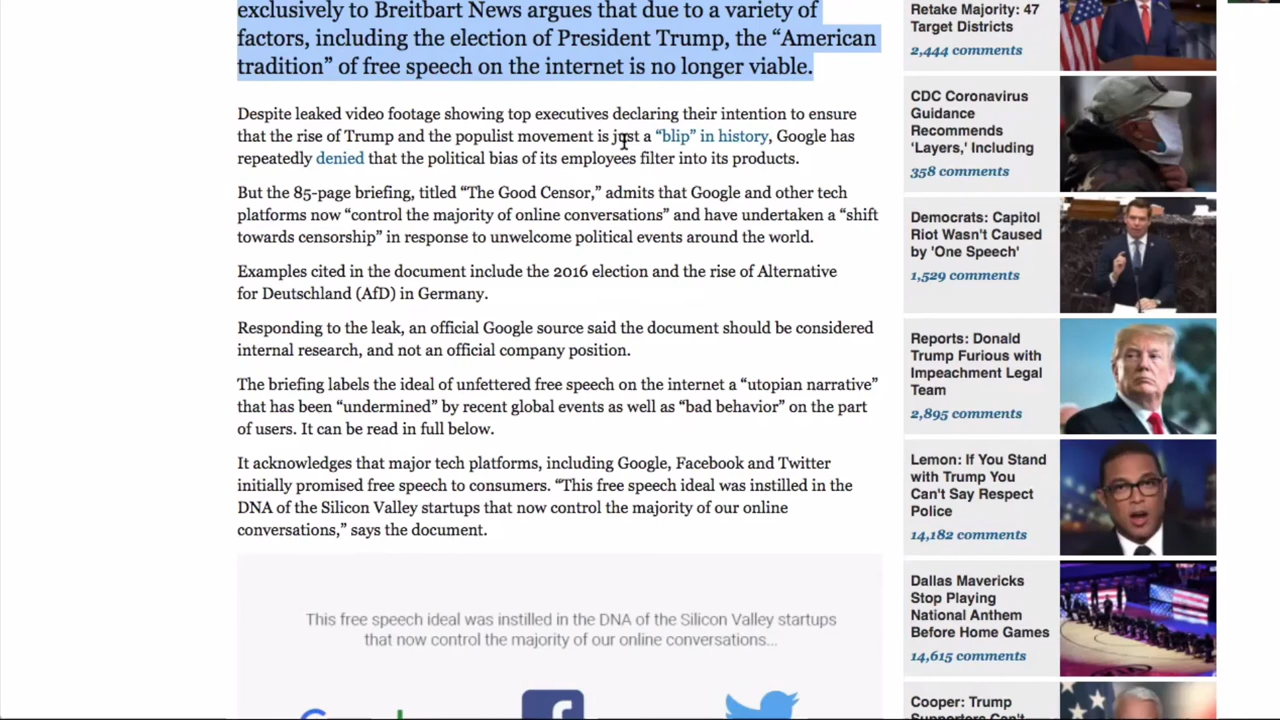 exclusively to Breitbart News argues that due to a variety of
factors, including the election of President Trump, the “American
tradition” of free speech on the internet is no longer viable.
Despite leaked video footage showing top executives declaring their intention to ensure
that the rise of Trump and the populist movement is just a “blip” in history, Google has
repeatedly denied that the political bias of its employees filter into its products.
But the 85-page briefing, titled “The Good Censor,” admits that Google and other tech
platforms now “control the majority of online conversations” and have undertaken a “shift
towards censorship” in response to unwelcome political events around the world.
Examples cited in the document include the 2016 election and the rise of Alternative
for Deutschland (AfD) in Germany.
Responding to the leak, an official Google source said the document should be considered
internal research, and not an official company position.
The briefing labels the ideal of unfettered free speech on the internet a “utopian narrative”
that has been “undermined” by recent global events as well as “bad behavior” on the part
of users. It can be read in full below.
It acknowledges that major tech platforms, including Google, Facebook and Twitter
initially promised free speech to consumers. “This free speech ideal was instilled in the
DNA of the Silicon Valley startups that now control the majority of our online
conversations,” says the document.
This free speech ideal was instilled in the DNA of the Silicon Valley startups
that now control the majority of our online conversations...
Retake Majority: 47
Target Districts
2,444 comments
CDC Coronavirus
Guidance
Recommends
‘Layers,’ Including
358 comments
Democrats: Capitol
Riot Wasn't Caused
by 'One Speech'
1,529 comments
Reports: Donald
Trump Furious with
Impeachment Legal
Team
2,895 comments
Lemon: If You Stand
with Trump You
Can't Say Respect
Police
14,182 comments
Dallas Mavericks
Stop Playing
National Anthem
Before Home Games
14,615 comments
Cooper: Trump
Supporters Can't